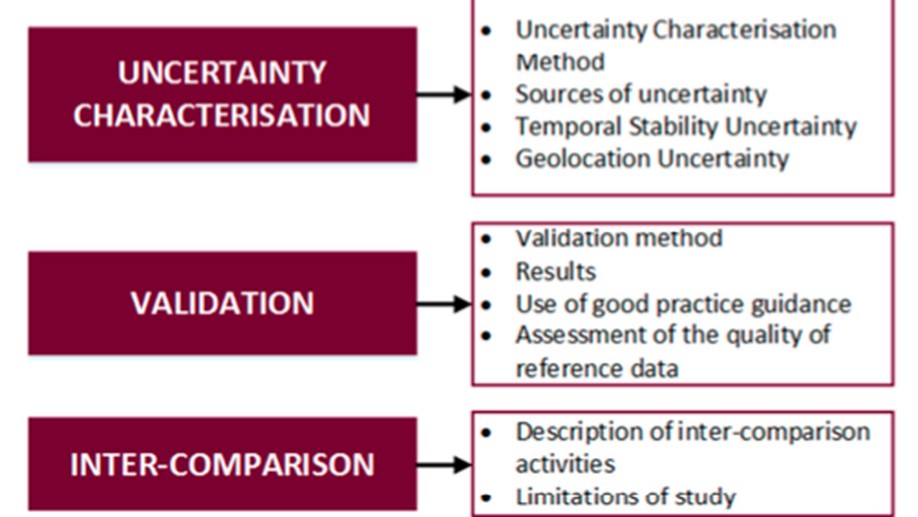 UNCERTAINTY
CHARACTERISATION
• Uncertainty Characterisation
Method
• Sources of uncertainty
• Temporal Stability Uncertainty
• Geolocation Uncertainty
VALIDATION
• Validation method
• Results
• Use of good practice guidance
• Assessment of the quality of
reference data
INTER-COMPARISON
• Description of inter-comparison
activities
• Limitations of study